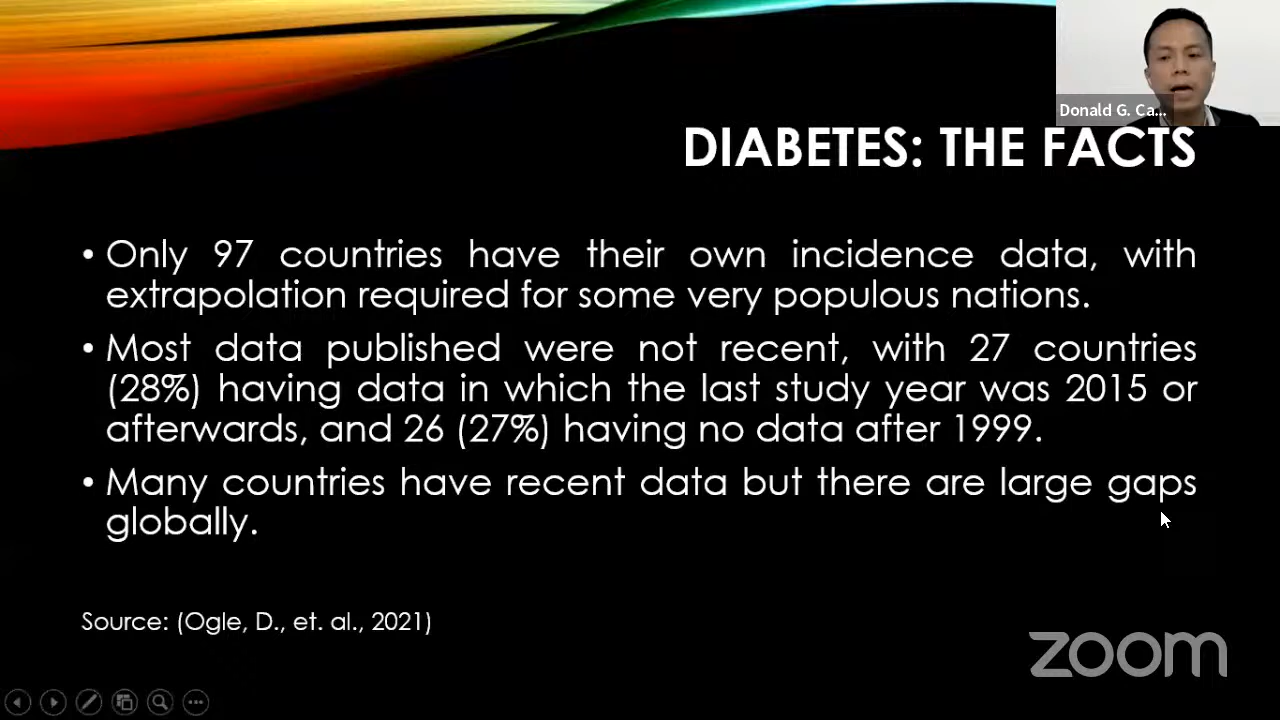 Donald G. Ca...
DIABETES: THE FACTS
• Only 97 countries have their own incidence data, with
extrapolation required for some very populous nations.
• Most data published were not recent, with 27 countries
(28%) having data in which the last study year was 2015 or
afterwards, and 26 (27%) having no data after 1999.
• Many countries have recent data but there are large gaps
globally.
Source: (Ogle, D., et. al., 2021)
zoom